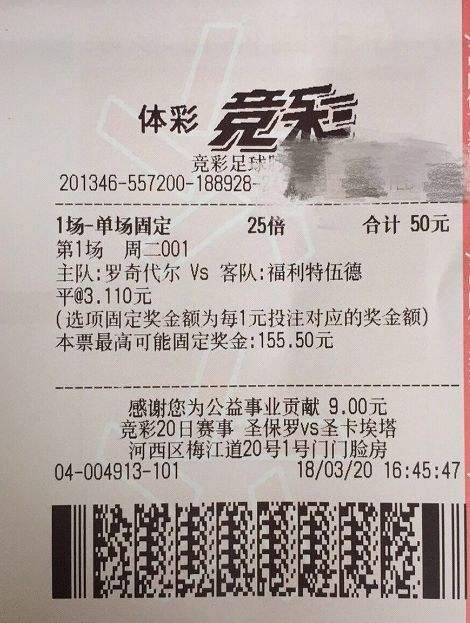 体彩 竞彩
竞彩足球
201346-557200-188928-
1场-单场固定 25倍 合计 50元
第1场 周二001
主队:罗奇代尔 Vs 客队:福利特伍德
平@3.110元
(选项固定奖金额为每1元投注对应的奖金额)
本票最高可能固定奖金:155.50元
感谢您为公益事业贡献 9.00元
竞彩20日赛事 圣保罗vs圣卡埃塔
河西区梅江道20号1号门门脸房
04-004913-101 18/03/20 16:45:47